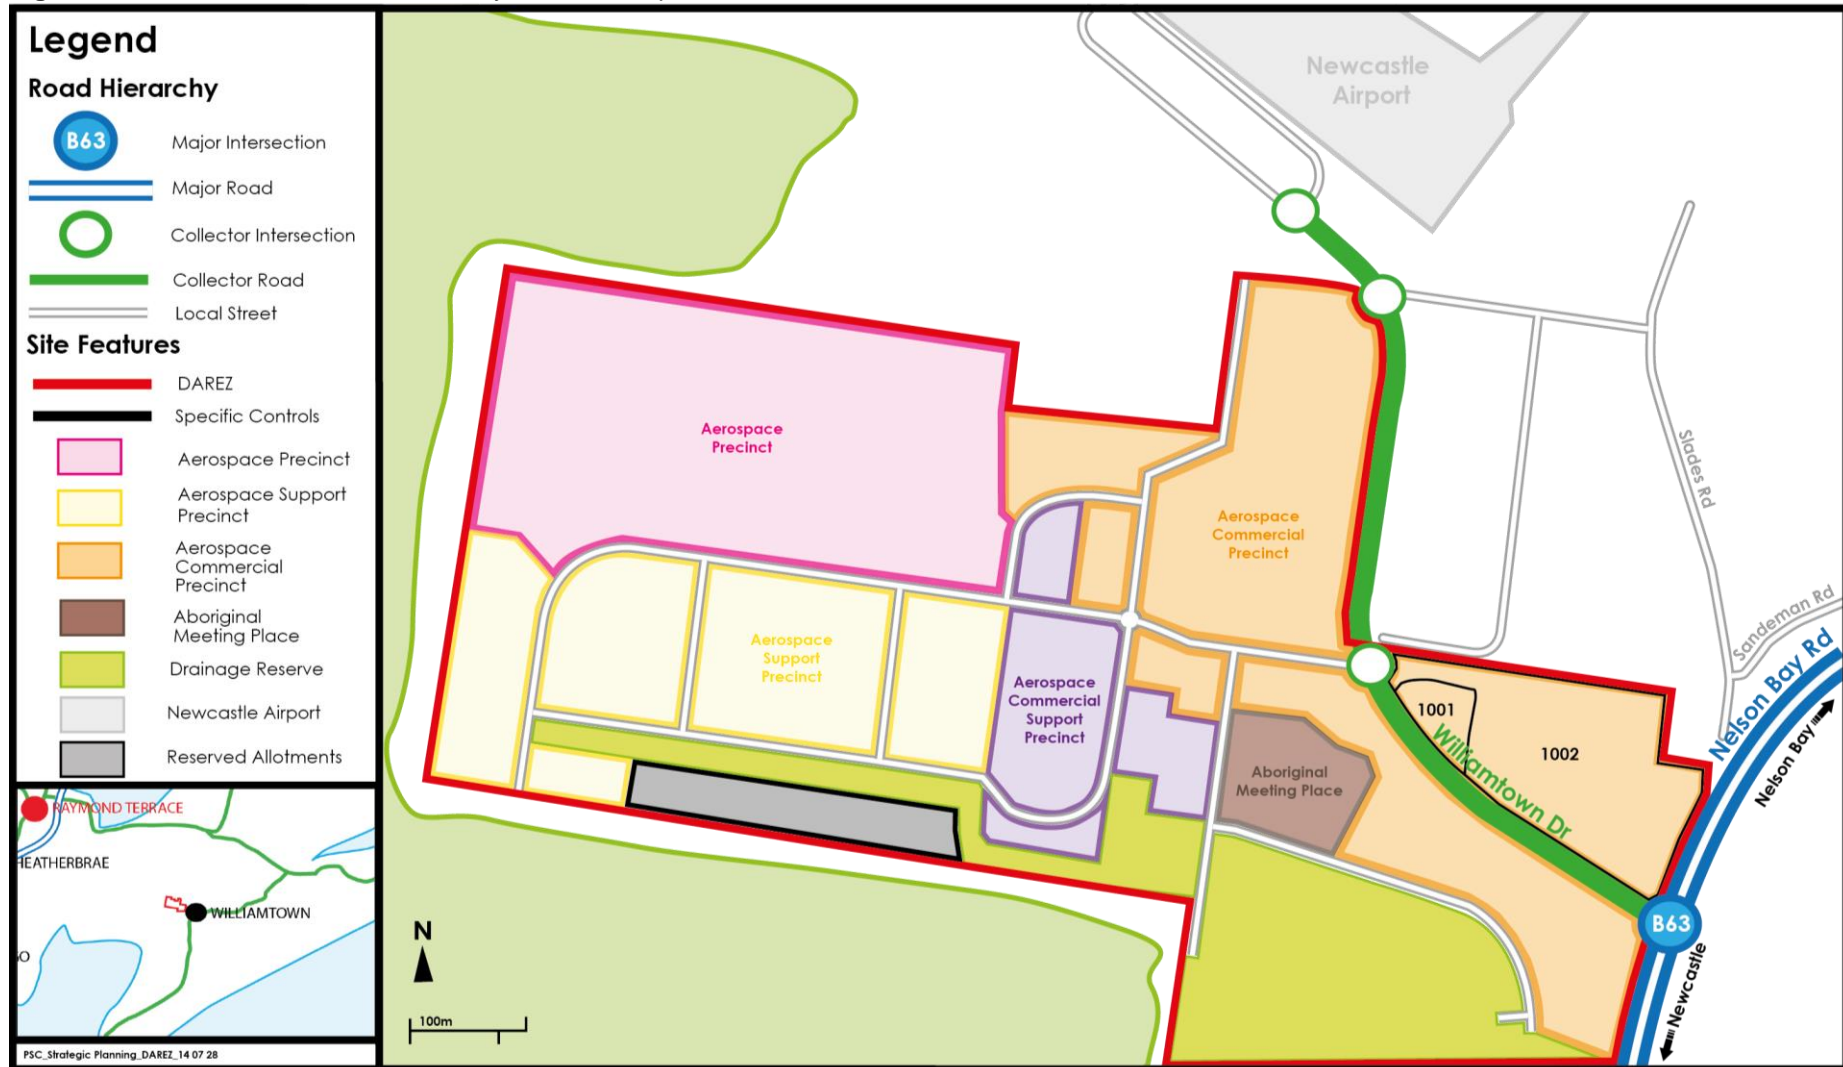 Legend
Road Hierarchy
B63
Major Intersection
Major Road
Collector Intersection
Collector Road
Local Street
Site Features
DAREZ
Specific Controls
Aerospace Precinct
Aerospace Support
Precinct
Aerospace
Commercial
Precinct
Aboriginal
Meeting Place
Drainage Reserve
Newcastle Airport
Reserved Allotments
RAYMOND TERRACE
HEATHERBRAE
WILLIAMTOWN
O
PSC_Strategic Planning_DAREZ_14 07 28
Newcastle
Airport
Aerospace
Precinct
Aerospace
Commercial
Precinct
Aerospace
Support
Precinct
Aerospace
Commercial
Support
Precinct
Aboriginal
Meeting Place
1001
1002
Williamtown Dr
Slades Rd
Sandeman Rd
Nelson Bay Rd
Nelson Bay
B63
Newcastle
N
100m